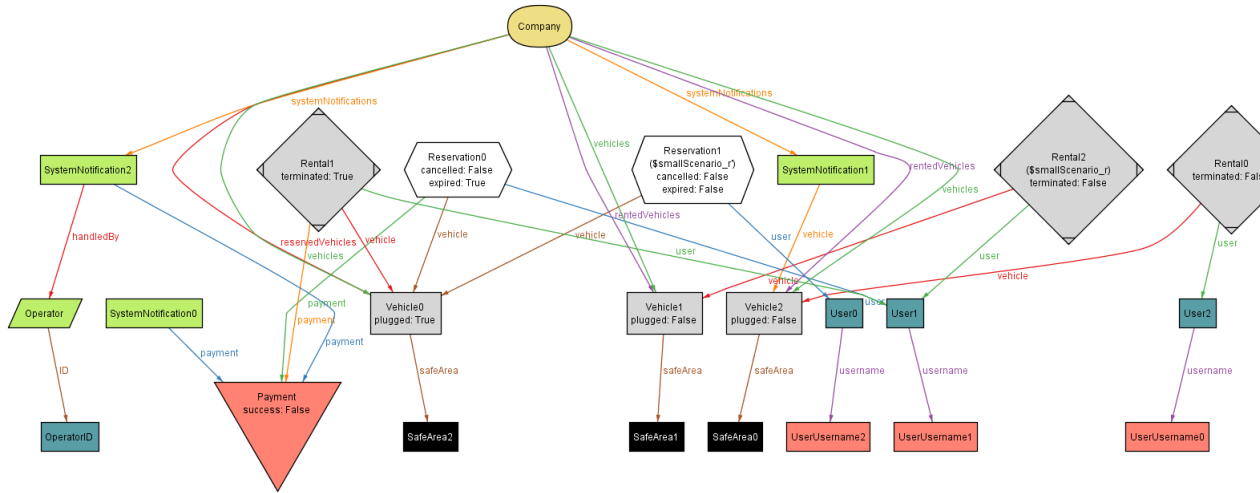 Company
systemNotifications
systemNotifications
vehicles
rentedVehicles
vehicles
Rental1
terminated: True
Reservation0
cancelled: False
expired: True
Reservation1
($smallScenario_r')
cancelled: False
expired: False
SystemNotification2
SystemNotification1
Rental2
($smallScenario_r)
terminated: False
Rental0
terminated: Fals
handledBy
reservedVehicles
vehicles
vehicle
vehicle
user
rentedVehicles
vehicle
user
vehicle
user
vehicle
user
vehicle
Operator
SystemNotification0
payment
payment
payment
Vehicle0
plugged: True
Vehicle1
plugged: False
Vehicle2
plugged: False
User0
User1
User2
ID
payment
safeArea
safeArea
safeArea
username
username
username
OperatorID
Payment
success: False
SafeArea2
SafeArea1
SafeArea0
UserUsername2
UserUsername1
UserUsername0